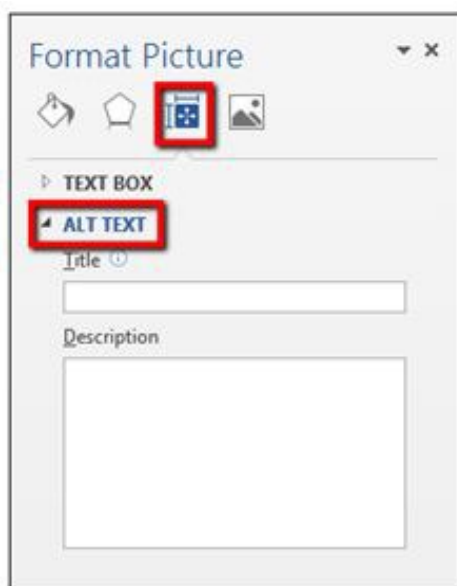 Format Picture
TEXT BOX
ALT TEXT
Title
Description